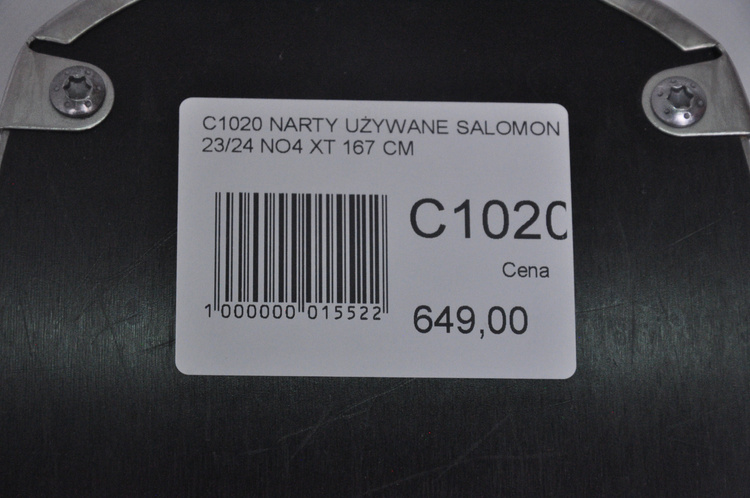 C1020 NARTY UŻYWANE SALOMON
23/24 NO4 XT 167 CM
C1020
Cena
1 000000 015522
649,00